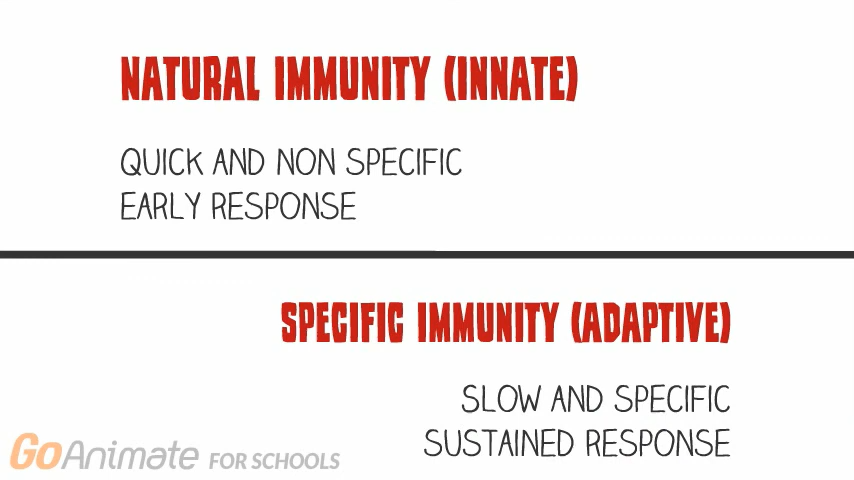 NATURAL IMMUNITY (INNATE)
QUICK AND NON SPECIFIC
EARLY RESPONSE
SPECIFIC IMMUNITY (ADAPTIVE)
SLOW AND SPECIFIC
SUSTAINED RESPONSE
GoAnimate FOR SCHOOLS